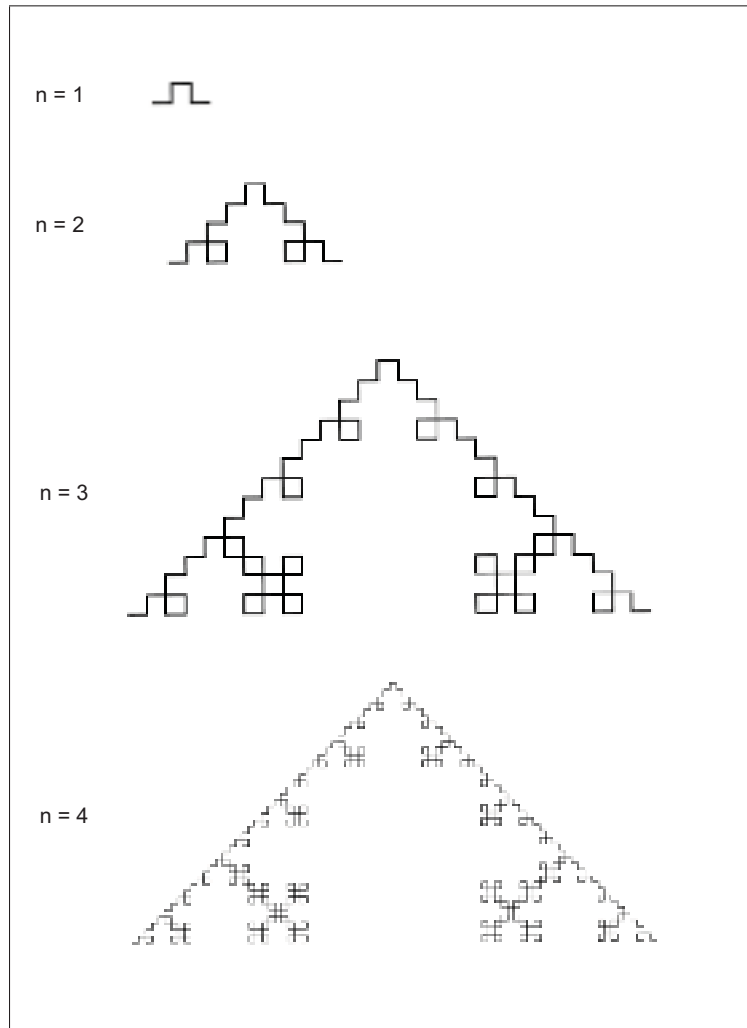 n = 1
n = 2
n = 3
n = 4